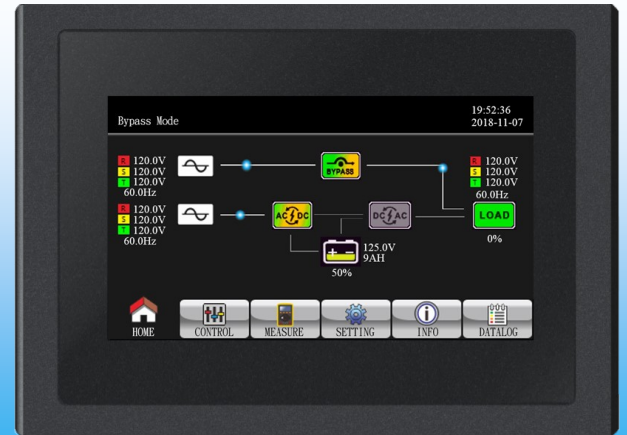 Bypass Mode
19:52:36
2018-11-07
R 120.0V
S 120.0V
T 120.0V
60.0Hz
BYPASS
R 120.0V
S 120.0V
T 120.0V
60.0Hz
R 120.0V
S 120.0V
T 120.0V
60.0Hz
AC DC
DC AC
LOAD
0%
125.0V
9AH
50%
HOME
CONTROL
MEASURE
SETTING
INFO
DATALOG